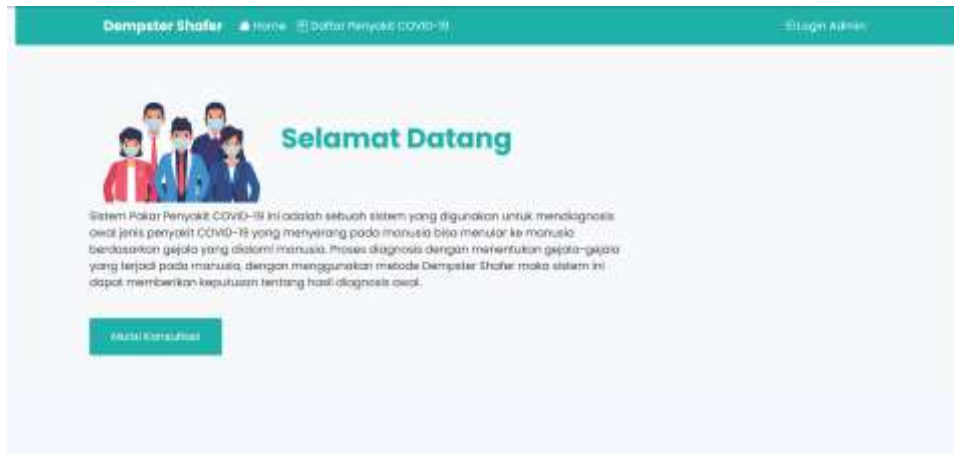 Dempster Shafer Home Daftar Penyakit COVID-19 Login Admin
Selamat Datang
Sistem Pakar Penyakit COVID-19 ini adalah sebuah sistem yang digunakan untuk mendiagnosis
awal jenis penyakit COVID-19 yang menyerang pada manusia bisa menular ke manusia
berdasarkan gejala yang dialami manusia. Proses diagnosis dengan menentukan gejala-gejala
yang terjadi pada manusia, dengan menggunakan metode Dempster Shafer maka sistem ini
dapat memberikan keputusan tentang hasil diagnosis awal.
Mulai Konsultasi